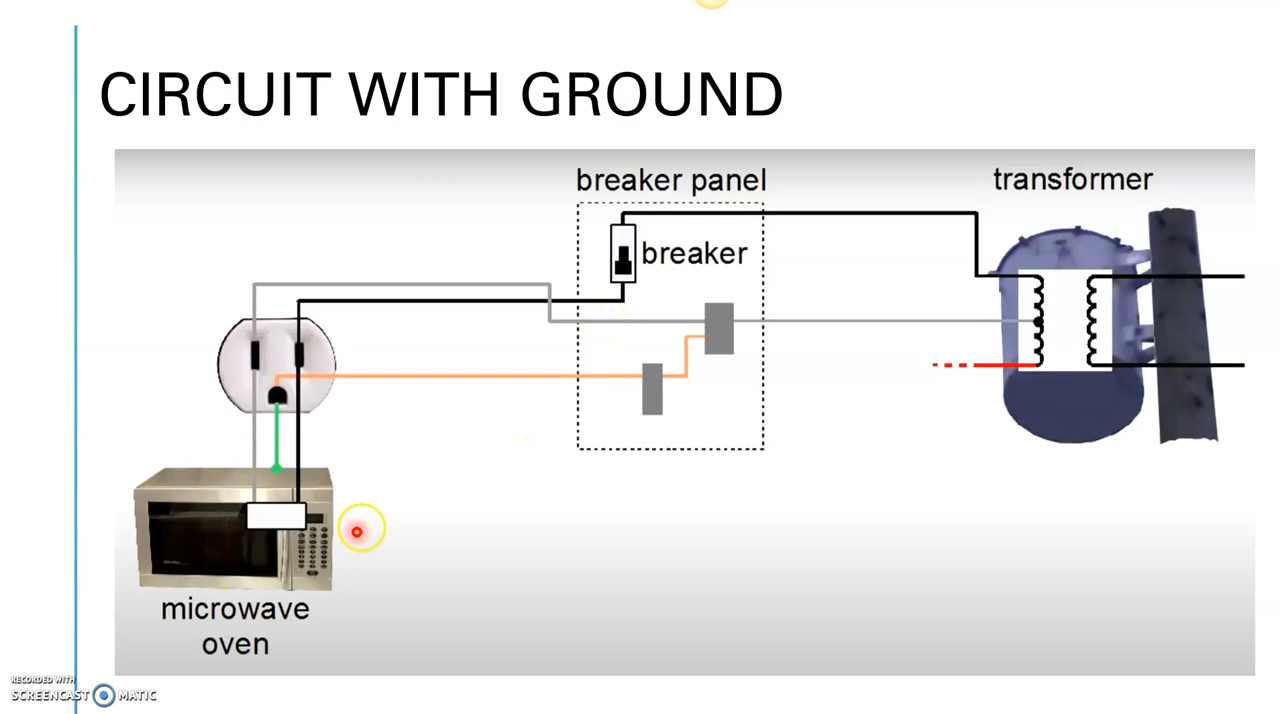 CIRCUIT WITH GROUND
breaker panel
transformer
breaker
microwave
oven
RECORDED WITH
SCREENCAST MATIC